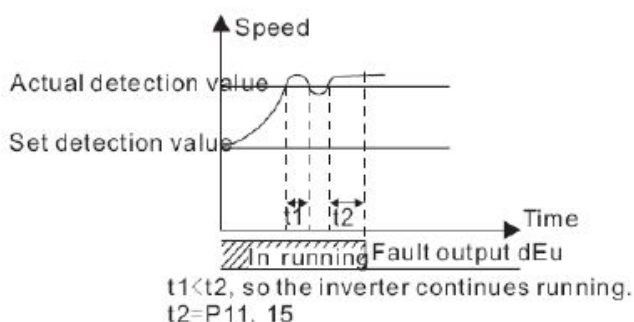 Speed
Actual detection value
Set detection value
t1 t2
Time
In running Fault output dEu
t1<t2, so the inverter continues running.
t2=P11. 15